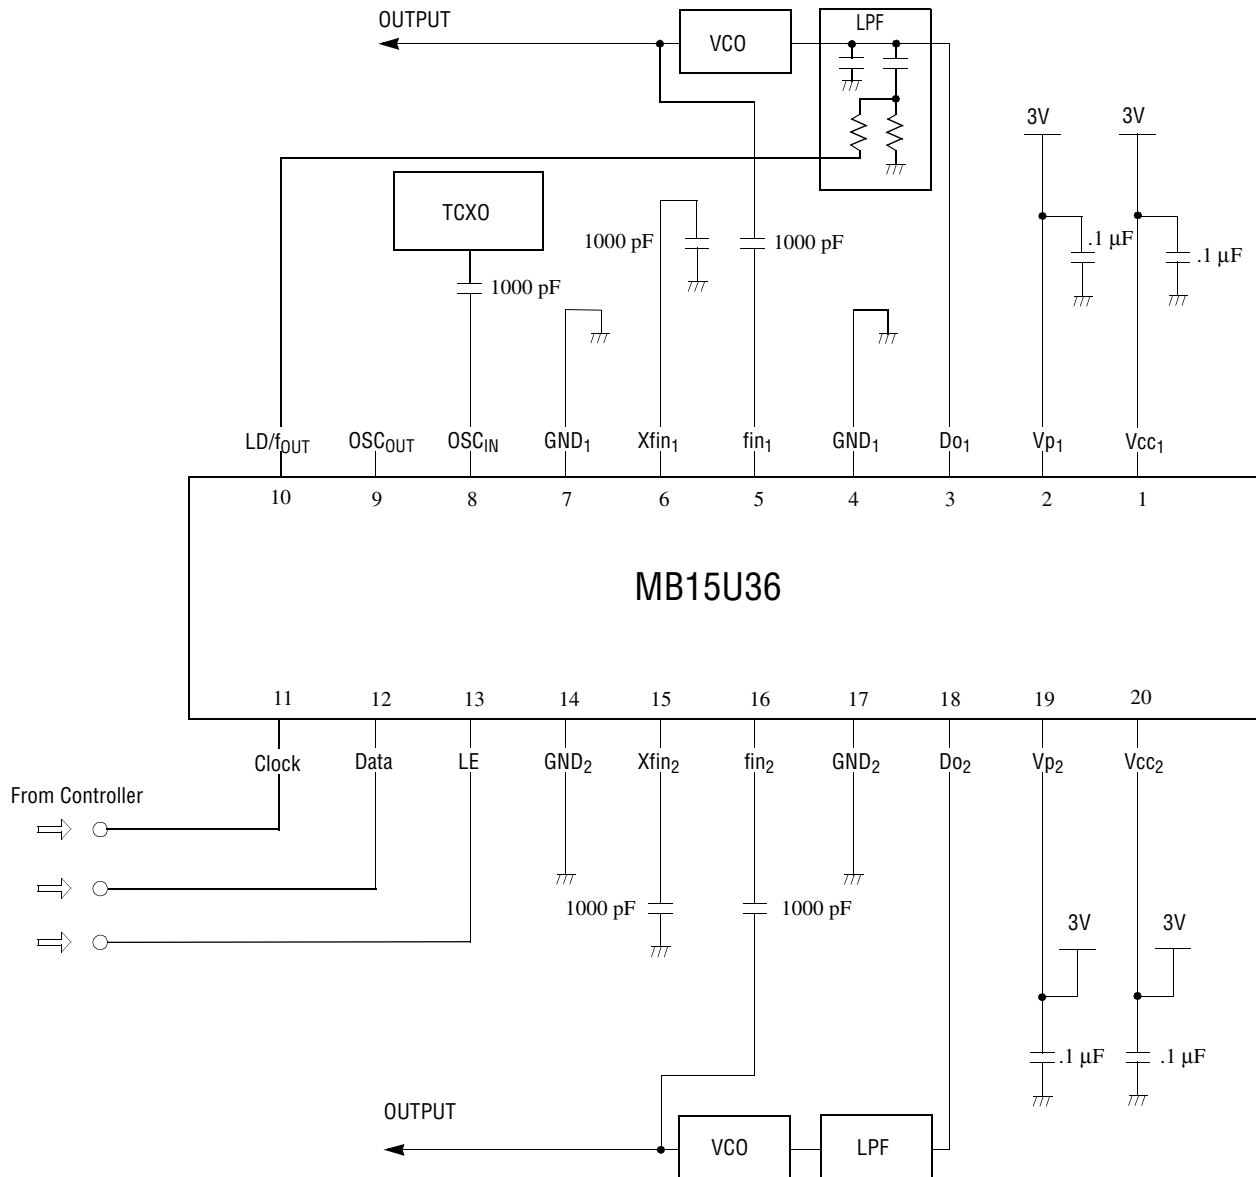 OUTPUT
VCO
LPF
3V
3V
TCXO
1000 pF
1000 pF
1000 pF
.1 µF
.1 µF
LD/fOUT
OSCOUT
OSCIN
GND1
Xfin1
fin1
GND1
Do1
Vp1
Vcc1
10
9
8
7
6
5
4
3
2
1
MB15U36
11
12
13
14
15
16
17
18
19
20
Clock
Data
LE
GND2
Xfin2
fin2
GND2
Do2
Vp2
Vcc2
From Controller
1000 pF
1000 pF
3V
3V
.1 µF
.1 µF
OUTPUT
VCO
LPF